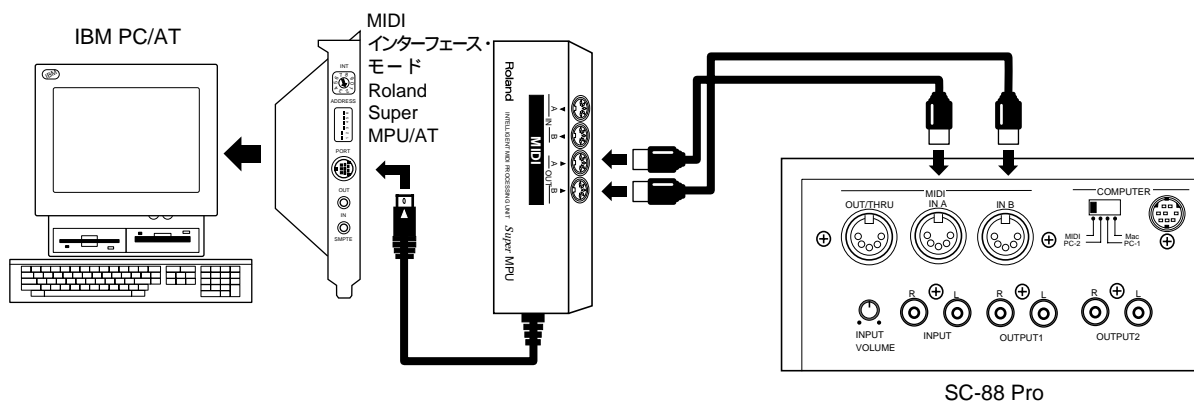 IBM PC/AT
IBM
MIDI
インターフェース・
モード
Roland
Super
MPU/AT
INT
ADDRESS
PORT
OUT
IN
SMPTE
Roland
INTELLIGENT MIDI PROCESSING UNIT
Super MPU
MIDI
A
IN
B
A
OUT
B
MIDI
OUT/THRU
IN A
IN B
COMPUTER
MIDI
PC-2
Mac
PC-1
INPUT
VOLUME
R
L
INPUT
R
L
OUTPUT1
R
L
OUTPUT2
SC-88 Pro